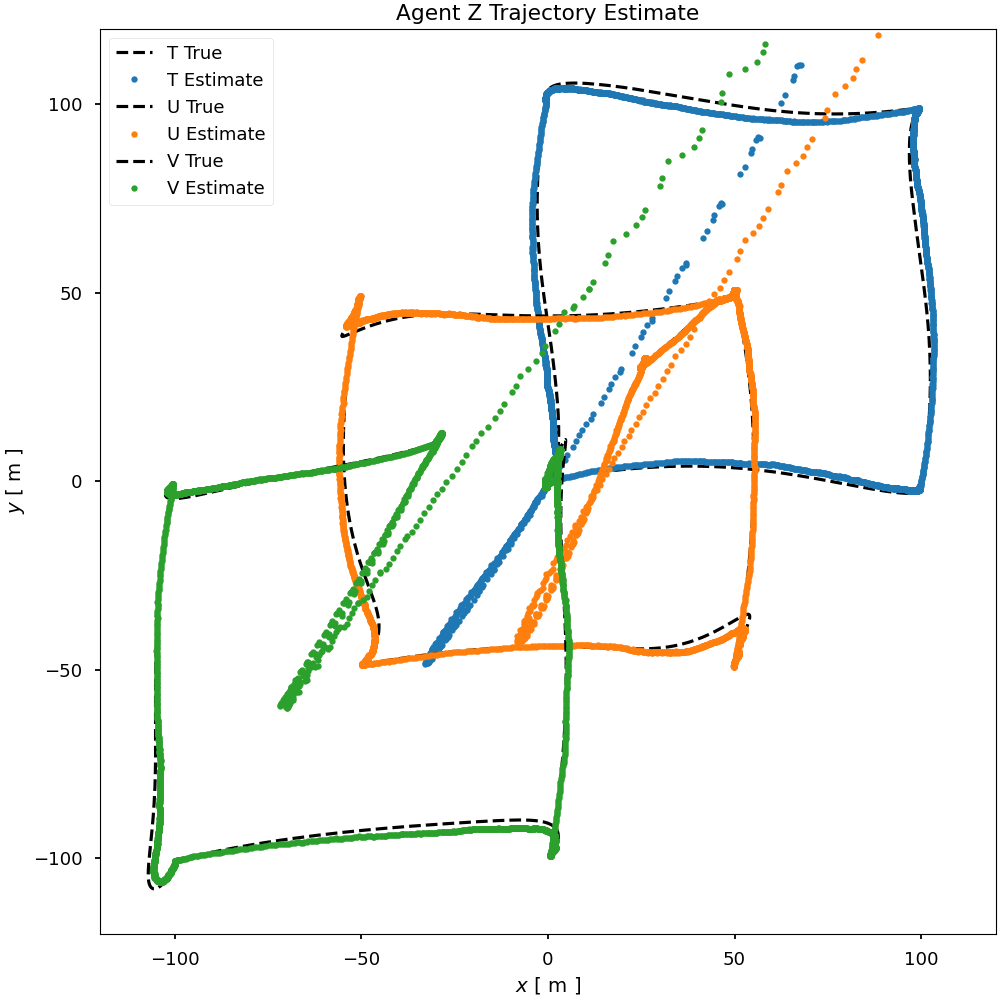 Agent Z Trajectory Estimate
T True
T Estimate
U True
U Estimate
V True
V Estimate
100
50
0
−50
−100
y [ m ]
−100 −50 0 50 100
x [ m ]